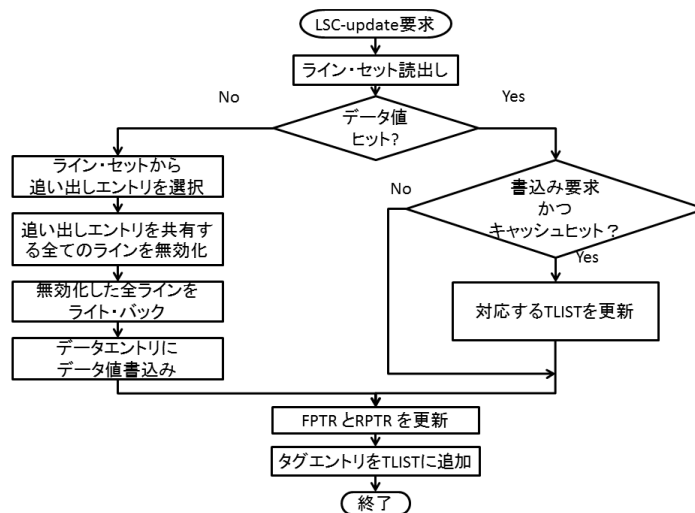 LSC-update要求
ライン・セット読出し
No
Yes
データ値
ヒット?
ライン・セットから
追い出しエントリを選択
追い出しエントリを共有す
る全てのラインを無効化
無効化した全ラインを
ライト・バック
データエントリに
データ値書込み
No
書込み要求
かつ
キャッシュヒット？
Yes
対応するTLISTを更新
FPTR とRPTR を更新
タグエントリをTLISTに追加
終了